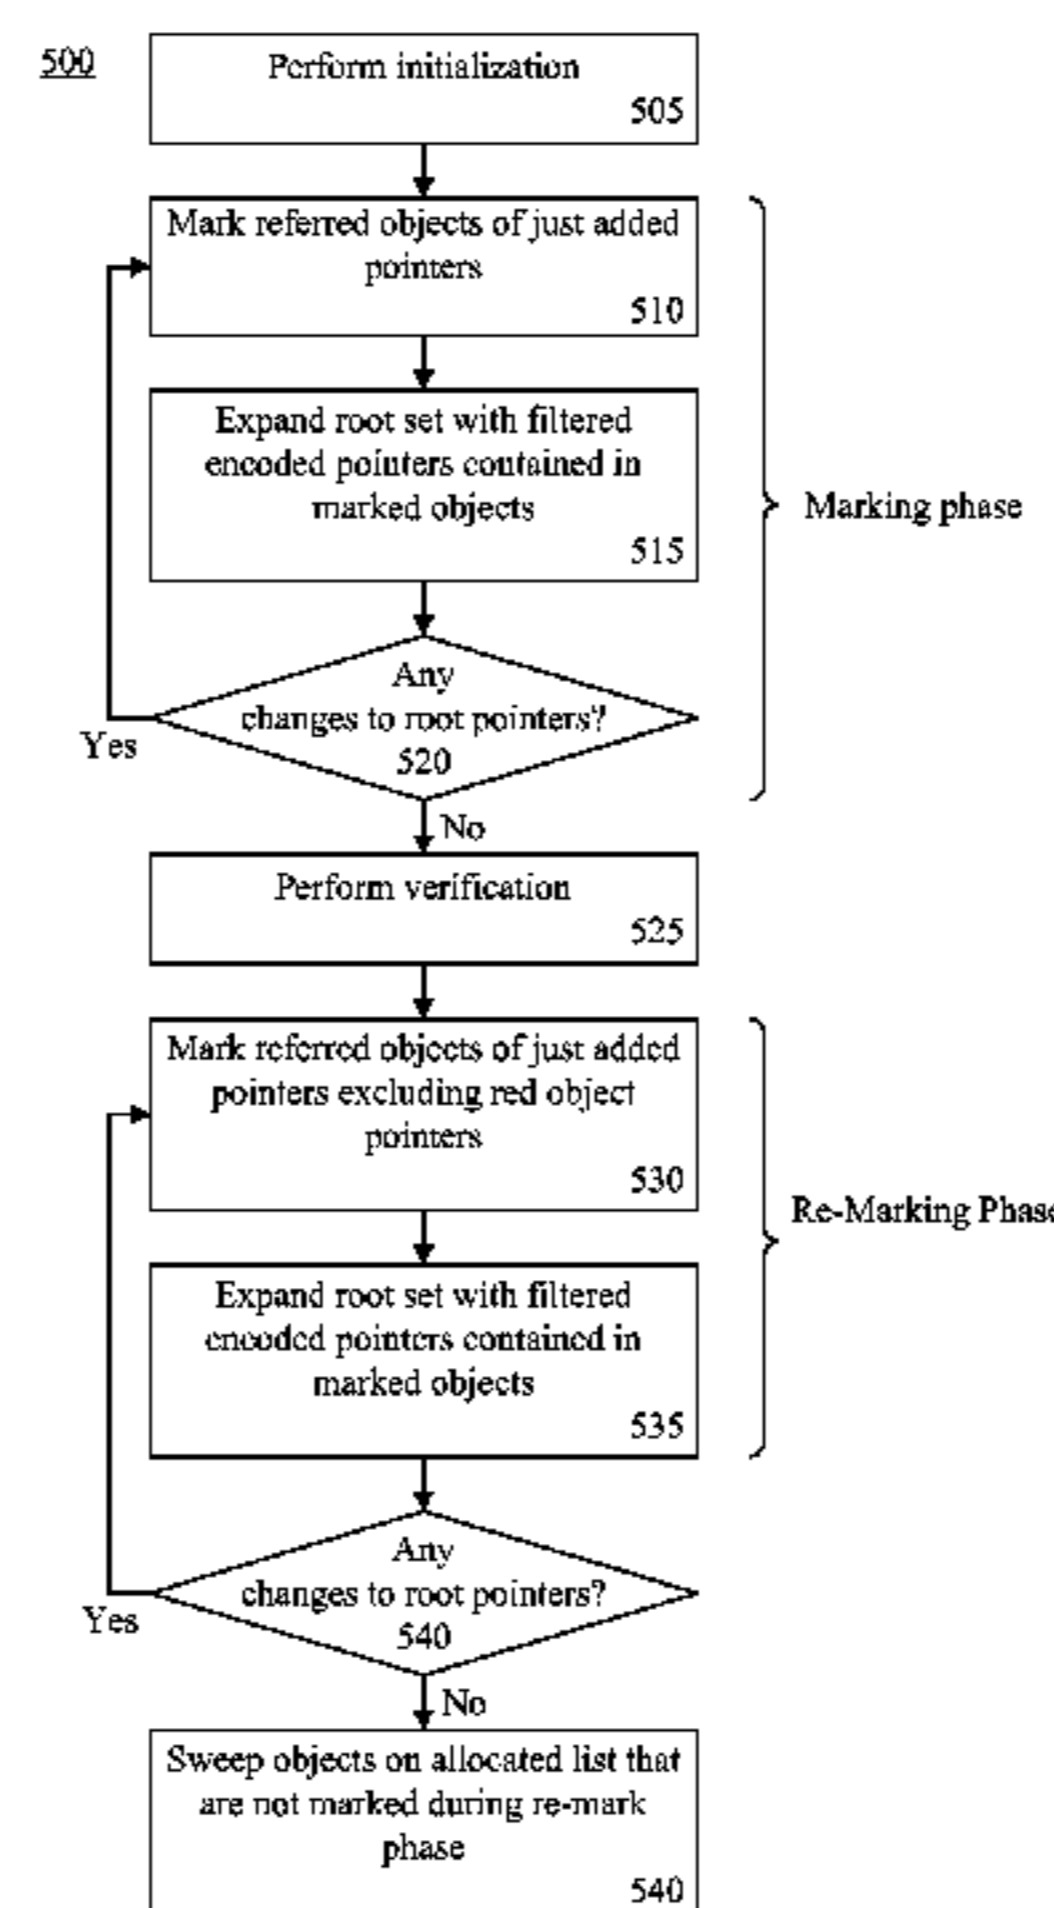 500
Perform initialization
505
Mark referred objects of just added
pointers
510
Expand root set with filtered
encoded pointers contained in
marked objects
515
Marking phase
Any
changes to root pointers?
520
Yes
No
Perform verification
525
Mark referred objects of just added
pointers excluding red object
pointers
530
Re-Marking Phase
Expand root set with filtered
encoded pointers contained in
marked objects
535
Any
changes to root pointers?
540
Yes
No
Sweep objects on allocated list that
are not marked during re-mark
phase
540